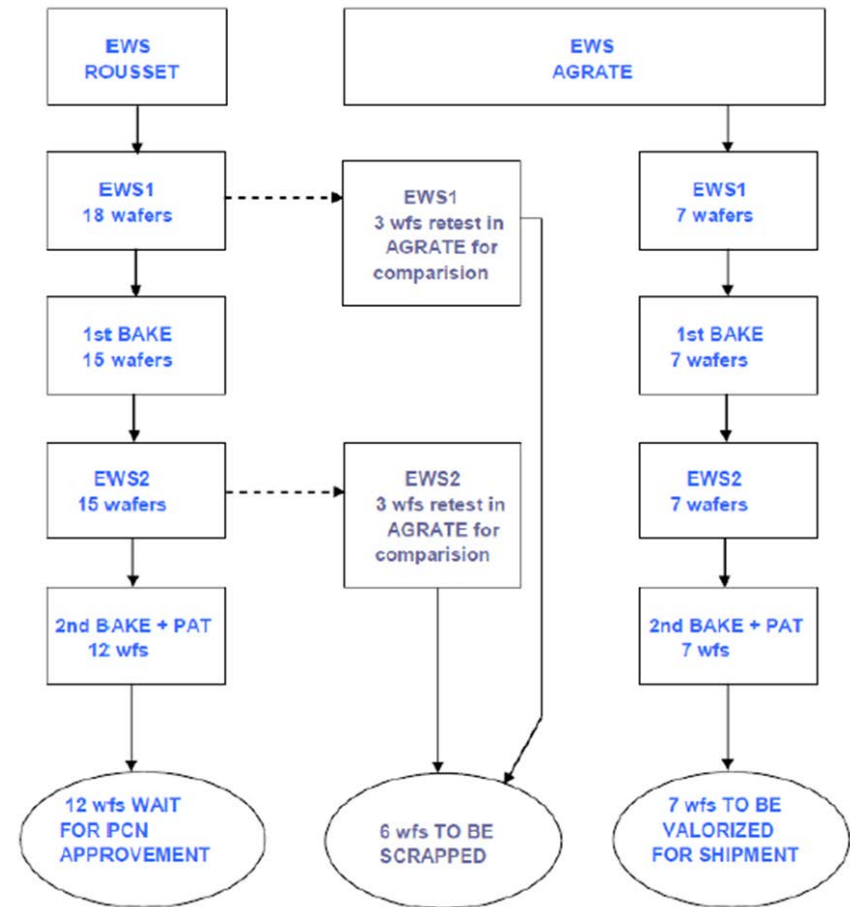 EWS
ROUSSET
EWS
AGRATE
EWS1
18 wafers
EWS1
3 wfs retest in
AGRATE for
comparision
EWS1
7 wafers
1st BAKE
15 wafers
1st BAKE
7 wafers
EWS2
15 wafers
EWS2
3 wfs retest in
AGRATE for
comparision
EWS2
7 wafers
2nd BAKE + PAT
12 wfs
2nd BAKE + PAT
7 wfs
12 wfs WAIT
FOR PCN
APPROVEMENT
6 wfs TO BE
SCRAPPED
7 wfs TO BE
VALORIZED
FOR SHIPMENT